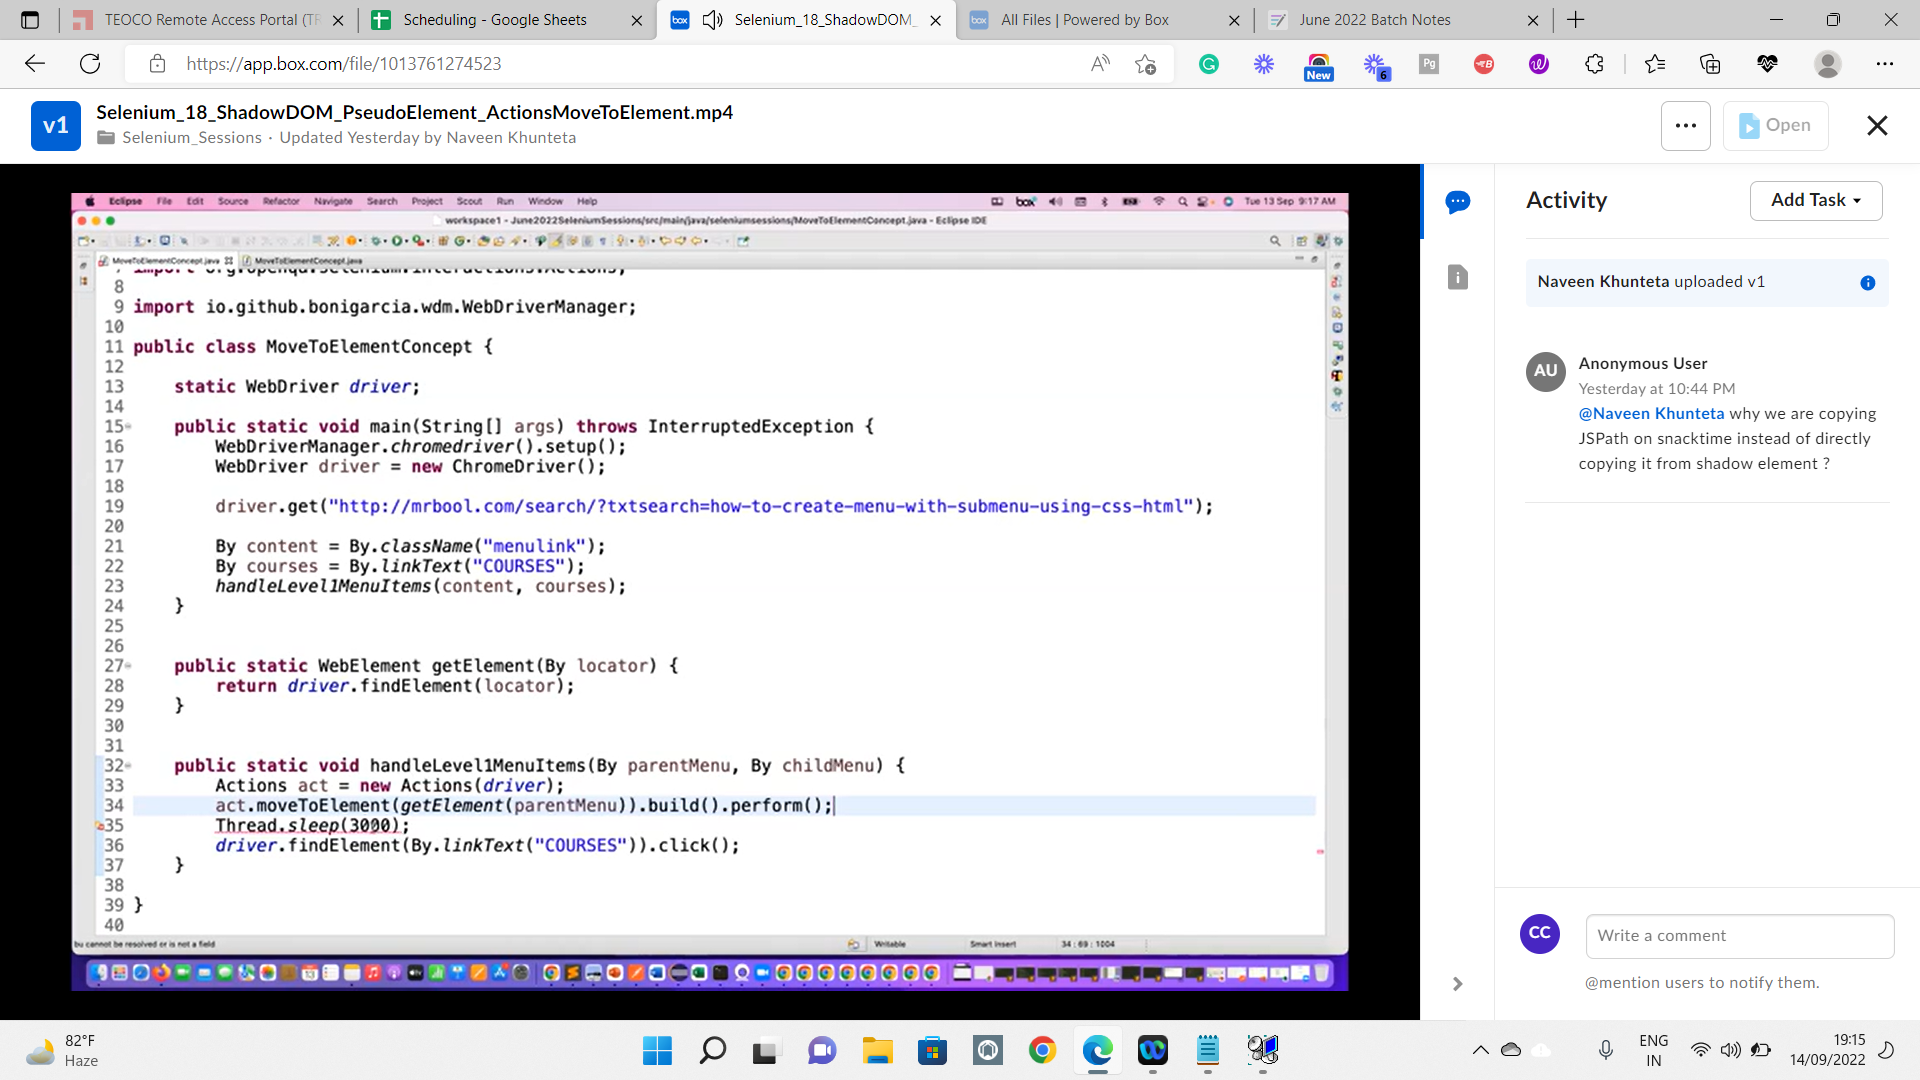 TEOCO Remote Access Portal (TF
Scheduling - Google Sheets
Selenium_18_ShadowDOM_
All Files | Powered by Box
June 2022 Batch Notes
https://app.box.com/file/1013761274523
New
6
v1
Selenium_18_ShadowDOM_PseudoElement_ActionsMoveToElement.mp4
Selenium_Sessions · Updated Yesterday by Naveen Khunteta
Open
Eclipse File Edit Source Refactor Navigate Search Project Scout Run Window Help
box
Tue 13 Sep 9:17 AM
workspace1 - June2022SeleniumSessions/src/main/java/seleniumsessions/MoveToElementConcept.java - Eclipse IDE
MoveToElementConcept.java
MoveToElementConcept.java
7 import org.openqa.selenium.interactions.Actions;
8
9 import io.github.bonigarcia.wdm.WebDriverManager;
10
11 public class MoveToElementConcept {
12
13 static WebDriver driver;
14
15 public static void main(String[] args) throws InterruptedException {
16 WebDriverManager.chromedriver().setup();
17 WebDriver driver = new ChromeDriver();
18
19 driver.get("http://mrbool.com/search/?txtsearch=how-to-create-menu-with-submenu-using-css-html");
20
21 By content = By.className("menulink");
22 By courses = By.linkText("COURSES");
23 handleLevel1MenuItems(content, courses);
24 }
25
26
27 public static WebElement getElement(By locator) {
28 return driver.findElement(locator);
29 }
30
31
32 public static void handleLevel1MenuItems(By parentMenu, By childMenu) {
33 Actions act = new Actions(driver);
34 act.moveToElement(getElement(parentMenu)).build().perform();
35 Thread.sleep(3000);
36 driver.findElement(By.linkText("COURSES")).click();
37 }
38
39 }
40
bu cannot be resolved or is not a field
Writable
Smart Insert
34 : 69 : 1004
Activity
Add Task
Naveen Khunteta uploaded v1
AU
Anonymous User
Yesterday at 10:44 PM
@Naveen Khunteta why we are copying
JSPath on snacktime instead of directly
copying it from shadow element ?
CC
Write a comment
@mention users to notify them.
82°F
Haze
ENG
IN
19:15
14/09/2022